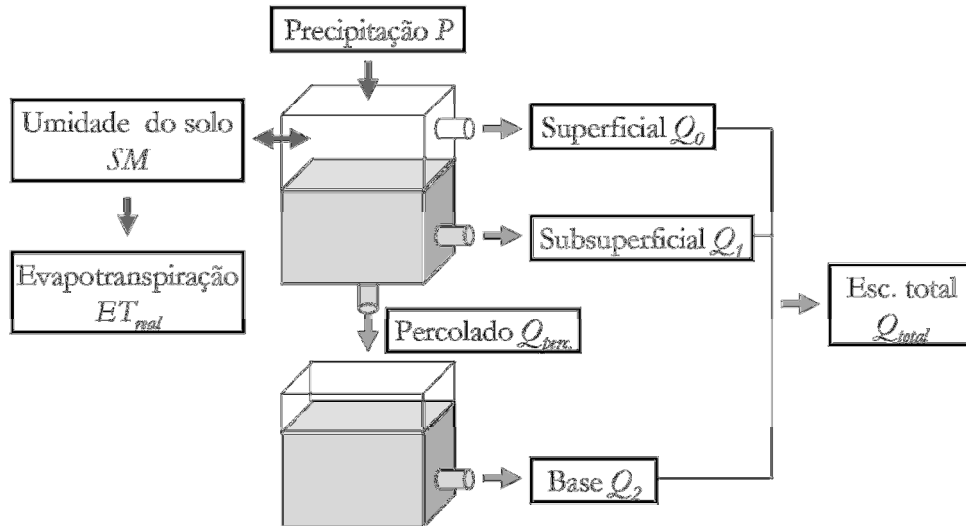 Precipitação P
Umidade do solo
SM
Superficial Q0
Evapotranspiração
ETreal
Subsuperficial Q1
Percolado Qperc.
Esc. total
Qtotal
Base Q2